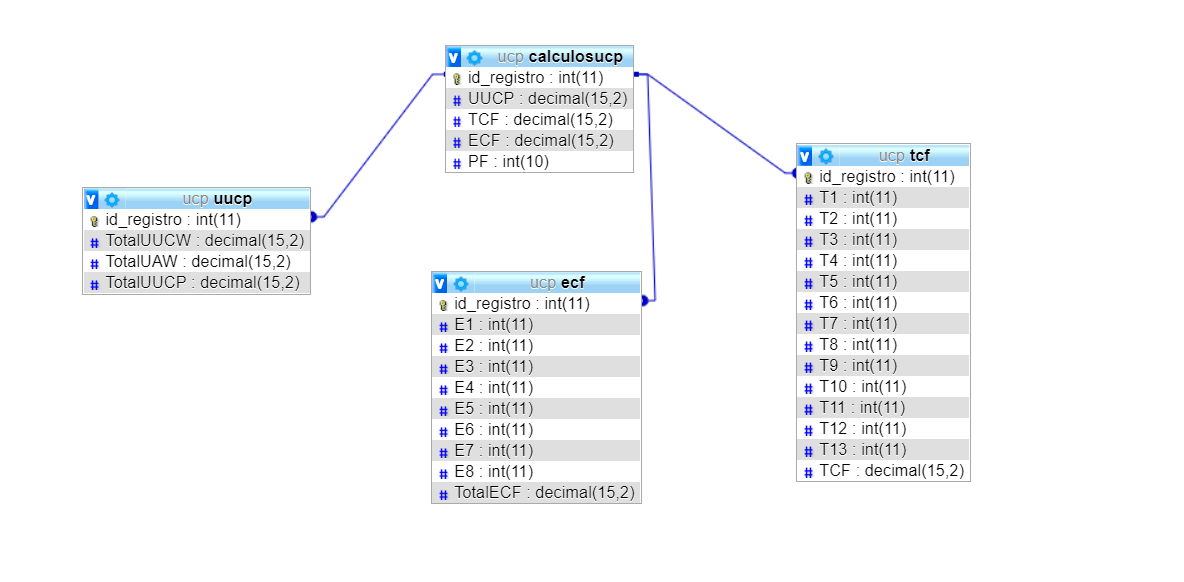 ucp calculosucp
id_registro : int(11)
UUCP : decimal(15,2)
TCF : decimal(15,2)
ECF : decimal(15,2)
PF : int(10)
ucp uucp
id_registro : int(11)
TotalUUCW : decimal(15,2)
TotalUAW : decimal(15,2)
TotalUUCP : decimal(15,2)
ucp ecf
id_registro : int(11)
E1 : int(11)
E2 : int(11)
E3 : int(11)
E4 : int(11)
E5 : int(11)
E6 : int(11)
E7 : int(11)
E8 : int(11)
TotalECF : decimal(15,2)
ucp tcf
id_registro : int(11)
T1 : int(11)
T2 : int(11)
T3 : int(11)
T4 : int(11)
T5 : int(11)
T6 : int(11)
T7 : int(11)
T8 : int(11)
T9 : int(11)
T10 : int(11)
T11 : int(11)
T12 : int(11)
T13 : int(11)
TCF : decimal(15,2)